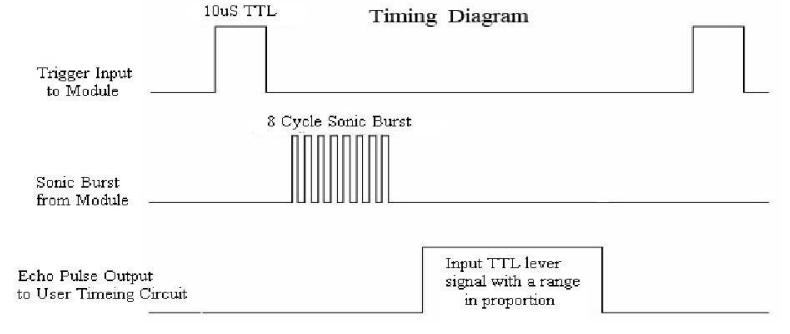 10uS TTL
Timing Diagram
Trigger Input
to Module
8 Cycle Sonic Burst
Sonic Burst
from Module
Echo Pulse Output
to User Timeing Circuit
Input TTL lever
signal with a range
in proportion